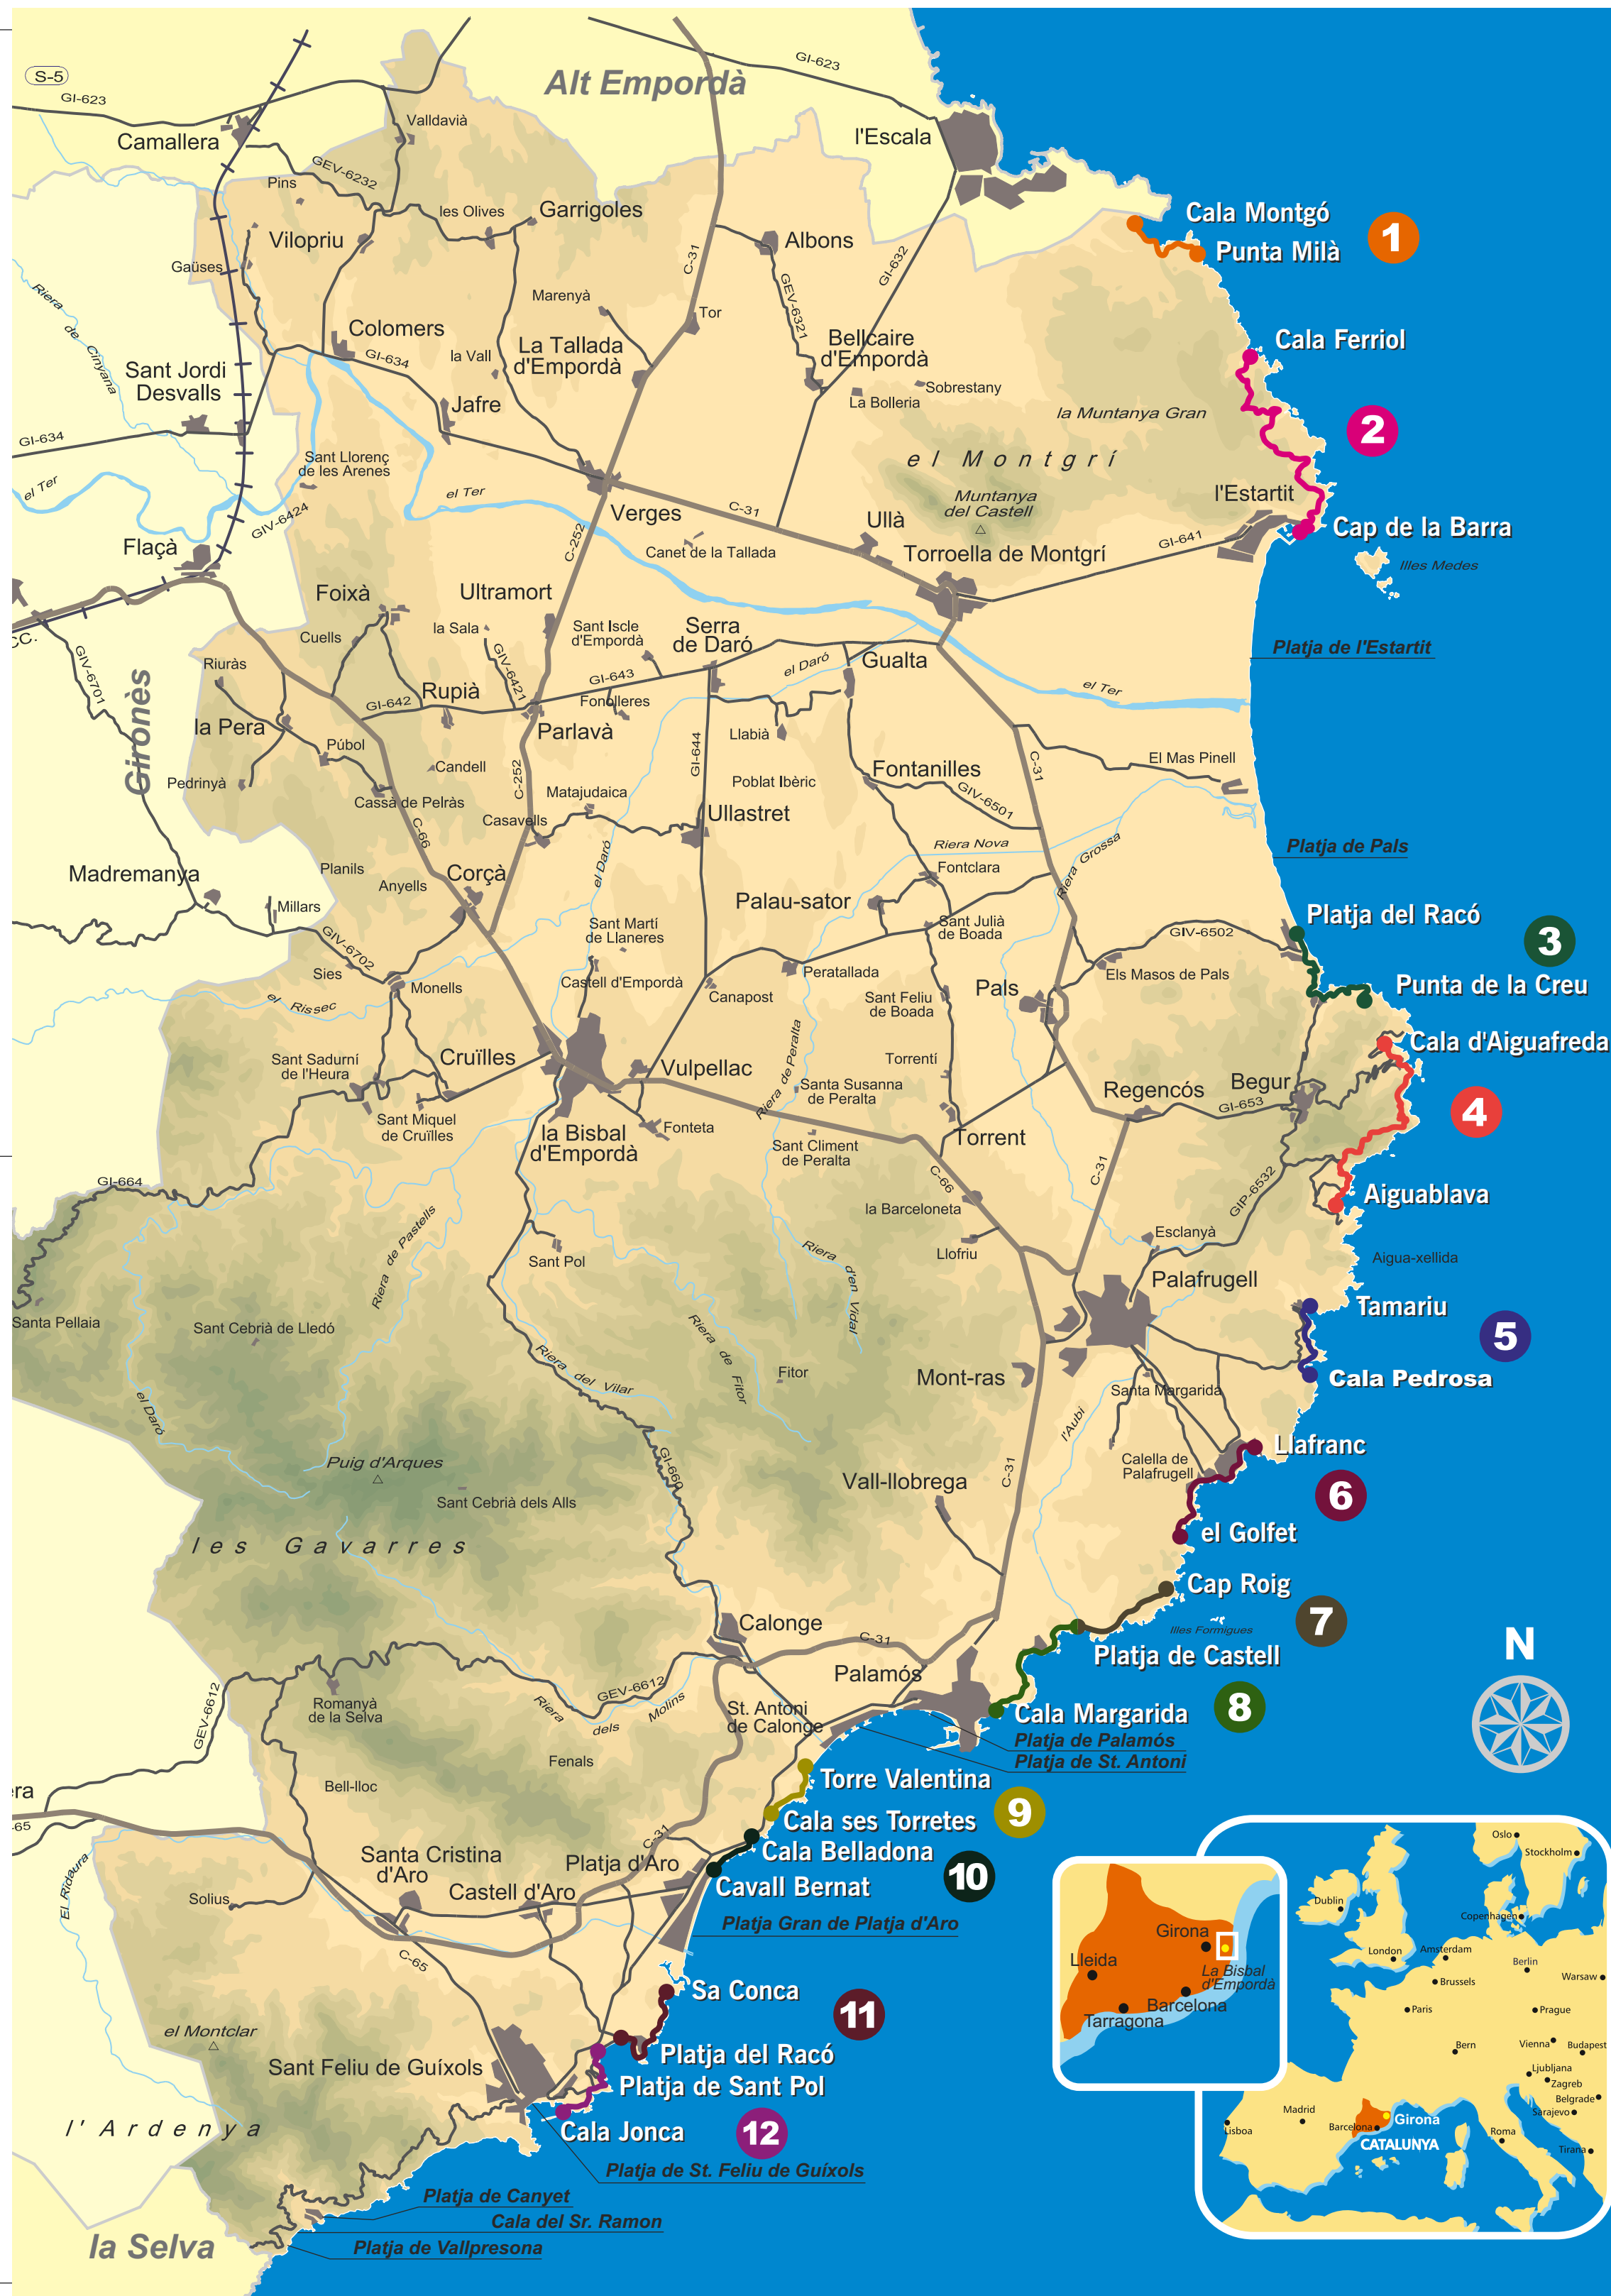 S-5
GI-623
GI-623
Alt Empordà
Camallera
Valldavià
l'Escala
GEV-6232
Pins
les Olives
Garrigoles
Vilopriu
Albons
Gaüses
C-31
GI-632
Cala Montgó
1
Punta Milà
Riera de Cinyana
Marenyà
GEV-6321
Tor
Colomers
GI-634
la Vall
La Tallada
d'Empordà
Bellcaire
d'Empordà
Cala Ferriol
Sant Jordi
Desvalls
Jafre
La Bolleria
Sobrestany
la Muntanya Gran
2
GI-634
Sant Llorenç
de les Arenes
el Montgrí
el Ter
el Ter
GIV-6424
Verges
C-31
Muntanya
del Castell
l'Estartit
Flaçà
C-252
Ullà
Canet de la Tallada
Torroella de Montgrí
GI-641
Cap de la Barra
Illes Medes
Foixà
Ultramort
Cuells
la Sala
Sant Iscle
d'Empordà
Serra
de Daró
Gualta
el Daró
Platja de l'Estartit
CC.
GIV-6701
Gironès
Riuràs
GIV-6421
GI-643
el Ter
la Pera
GI-642
Rupià
Fonolleres
Parlavà
Púbol
Llabià
GI-644
Candell
Pedrinyà
Cassà de Pelràs
C-252
Matajudaica
Poblat Ibèric
Fontanilles
C-31
El Mas Pinell
GIV-6501
C-66
Casavells
Ullastret
el Daró
Riera Nova
Riera Grossa
Platja de Pals
Madremanya
Planils
Anyells
Corçà
Fontclara
Millars
Palau-sator
Platja del Racó
GIV-6702
Sant Martí
de Llaneres
Sant Julià
de Boada
GIV-6502
3
Sies
Monells
Castell d'Empordà
Peratallada
Els Masos de Pals
el Rissec
Canapost
Sant Feliu
de Boada
Pals
Punta de la Creu
Sant Sadurní
de l'Heura
Cruïlles
Vulpellac
Riera de Peralta
Torrentí
Cala d'Aiguafreda
Santa Susanna
de Peralta
Regencós
Begur
GI-653
4
Sant Miquel
de Cruïlles
la Bisbal
d'Empordà
Fonteta
Sant Climent
de Peralta
Torrent
GI-664
C-66
C-31
GIP-6532
Aiguablava
la Barceloneta
Riera de Pastells
Sant Pol
Riera d'en Vidal
Llofriu
Esclanyà
Aigua-xellida
Palafrugell
Tamariu
Santa Pellaia
Sant Cebrià de Lledó
Riera de Fitor
5
Riera del Vilar
Fitor
Mont-ras
Santa Margarida
Cala Pedrosa
el Daró
l'Aubi
Llafranc
Puig d'Arques
GI-660
Calella de
Palafrugell
Vall-llobrega
C-31
Sant Cebrià dels Alls
6
les Gavarres
el Golfet
Cap Roig
Calonge
C-31
Illes Formigues
7
Platja de Castell
Palamós
N
GEV-6612
Romanyà
de la Selva
GEV-6612
Riera dels Molins
St. Antoni
de Calonge
8
Cala Margarida
Platja de Palamós
Platja de St. Antoni
Fenals
Torre Valentina
Bell-lloc
era
-65
9
Cala ses Torretes
C-31
Cala Belladona
El Ridaura
Santa Cristina
d'Aro
Platja d'Aro
10
Cavall Bernat
Solius
Castell d'Aro
Platja Gran de Platja d'Aro
C-65
Sa Conca
11
el Montclar
Platja del Racó
Sant Feliu de Guíxols
Platja de Sant Pol
l'Ardenya
Cala Jonca
12
Platja de St. Feliu de Guíxols
Platja de Canyet
Cala del Sr. Ramon
Platja de Vallpresona
la Selva
Girona
Lleida
La Bisbal
d'Empordà
Barcelona
Tarragona
Oslo
Stockholm
Dublin
Copenhagen
London
Amsterdam
Berlin
Warsaw
Brussels
Paris
Prague
Vienna
Budapest
Bern
Ljubljana
Zagreb
Belgrade
Sarajevo
Madrid
Girona
Barcelona
Lisboa
CATALUNYA
Roma
Tirana